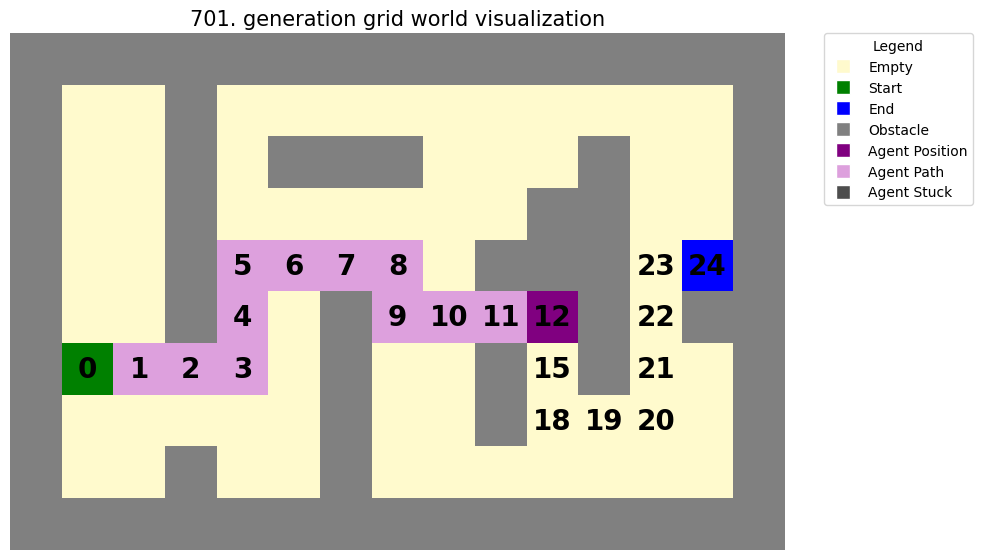 701. generation grid world visualization
Legend
Empty
Start
End
Obstacle
Agent Position
Agent Path
Agent Stuck
5 6 7 8 23 24
4 9 10 11 12 22
0 1 2 3 15 21
18 19 20